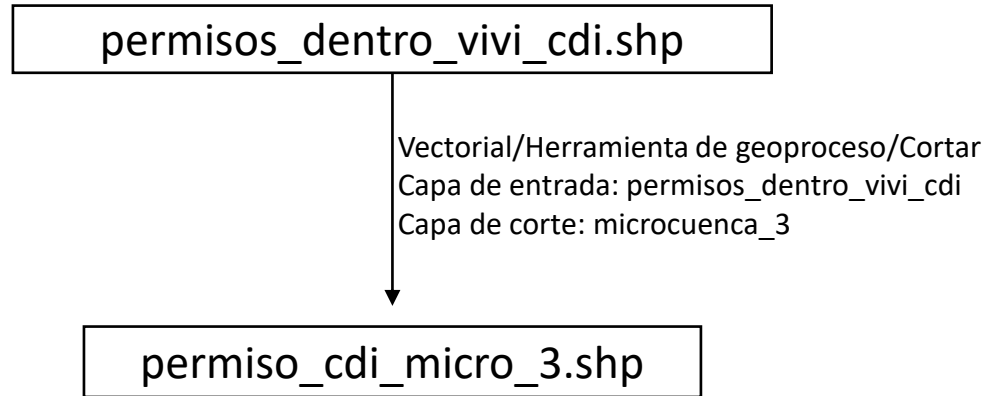 permisos_dentro_vivi_cdi.shp
Vectorial/Herramienta de geoproceso/Cortar
Capa de entrada: permisos_dentro_vivi_cdi
Capa de corte: microcuenca_3
permiso_cdi_micro_3.shp